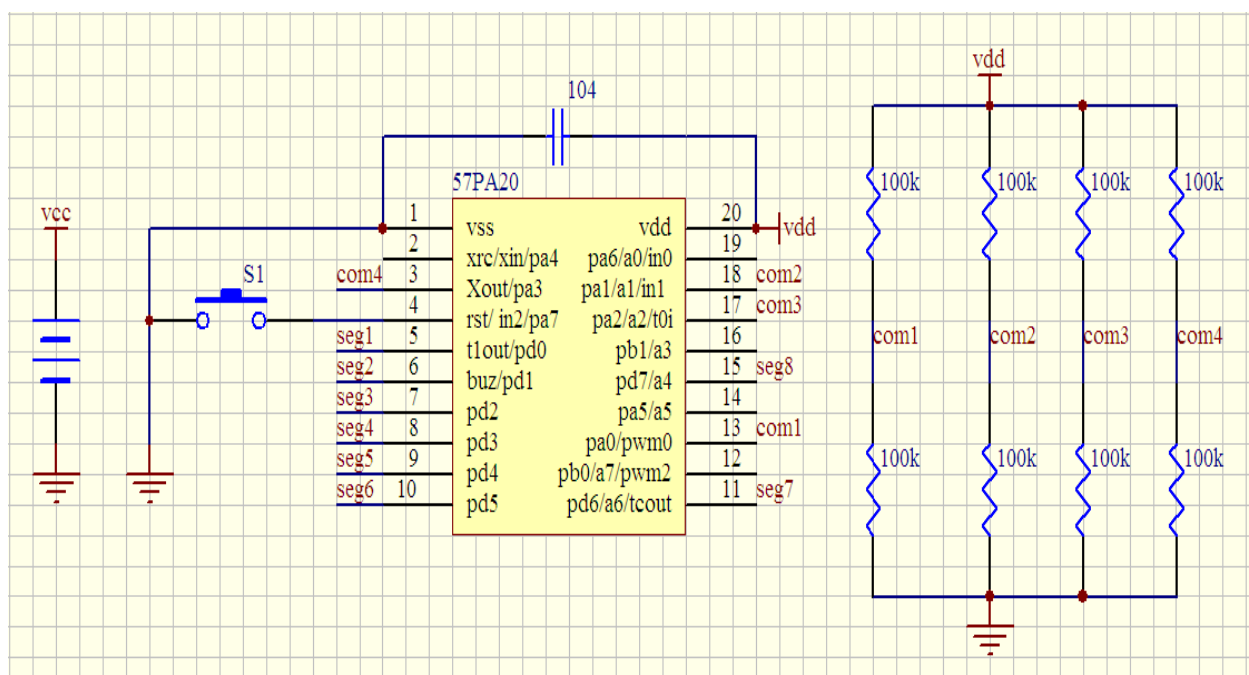 vdd
104
57PA20
100k 100k 100k 100k
vcc
1 vss vdd 20 vdd
2 xrc/xin/pa4 pa6/a0/in0 19
S1
com4 3 Xout/pa3 pa1/a1/in1 18 com2
4 rst/ in2/pa7 pa2/a2/t0i 17 com3
seg1 5 t1out/pd0 pb1/a3 16
com1 com2 com3 com4
seg2 6 buz/pd1 pd7/a4 15 seg8
seg3 7 pd2 pa5/a5 14
seg4 8 pd3 pa0/pwm0 13 com1
seg5 9 pd4 pb0/a7/pwm2 12
100k 100k 100k 100k
seg6 10 pd5 pd6/a6/tcout 11 seg7